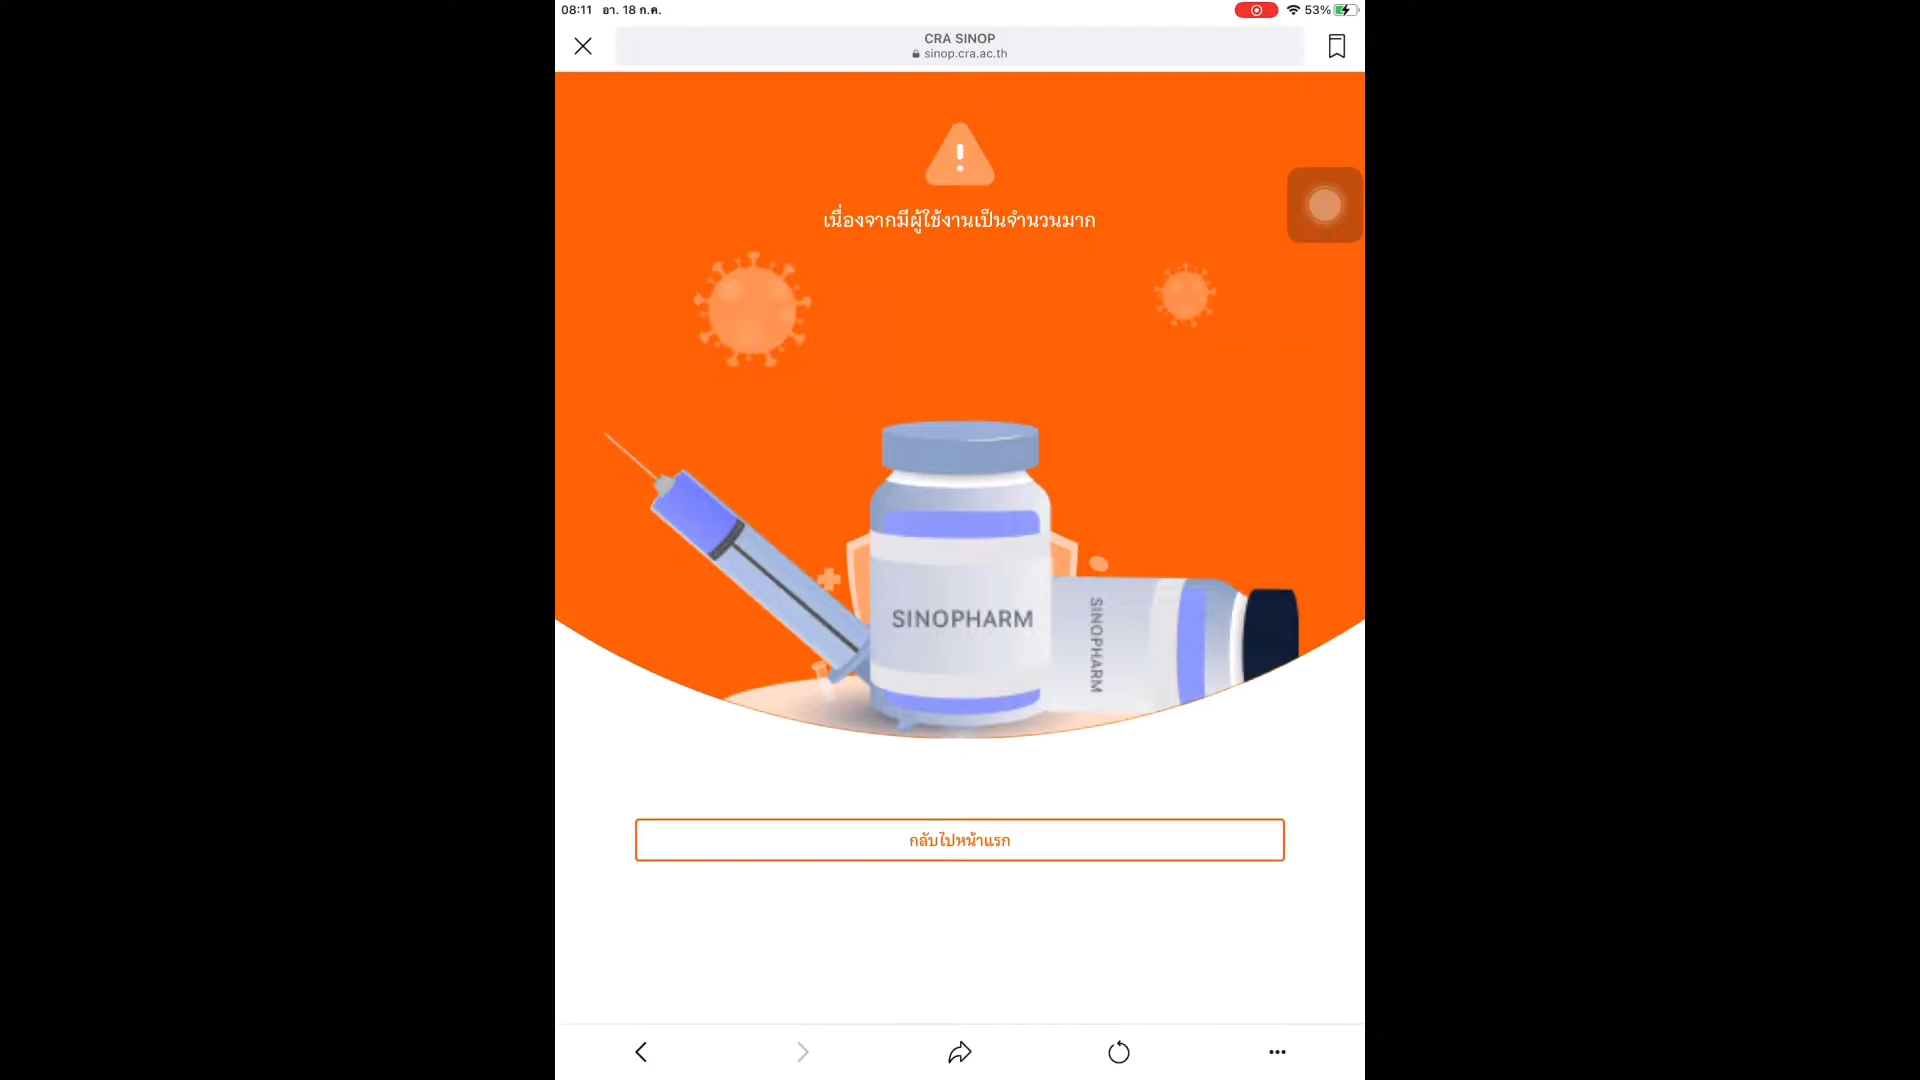 08:11 อา. 18 ก.ค.
53%
CRA SINOP
sinop.cra.ac.th
เนื่องจากมีผู้ใช้งานเป็นจำนวนมาก
SINOPHARM
SINOPHARM
กลับไปหน้าแรก